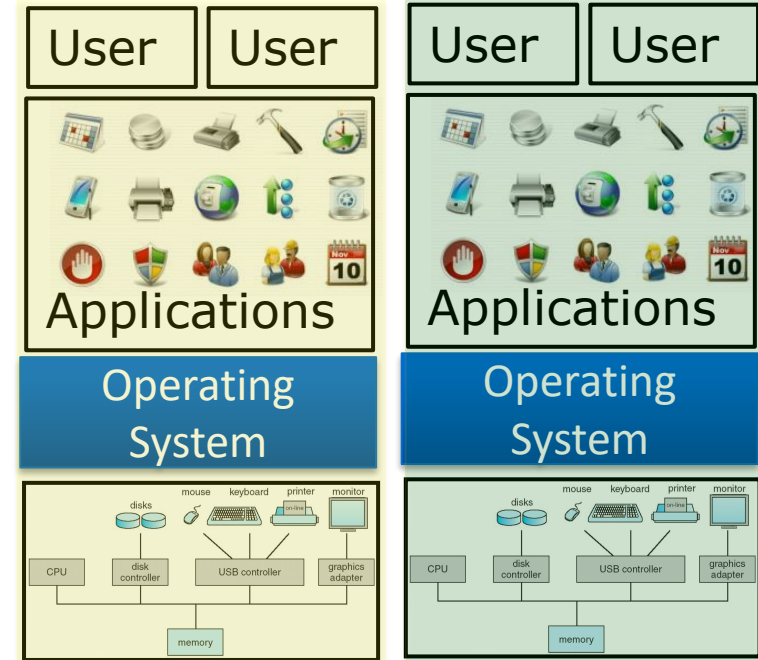 User User
Nov
10
Applications
Operating
System
mouse keyboard printer monitor
disks
on-line
CPU
disk
controller
USB controller
graphics
adapter
memory
User User
Nov
10
Applications
Operating
System
mouse keyboard printer monitor
disks
on-line
CPU
disk
controller
USB controller
graphics
adapter
memory